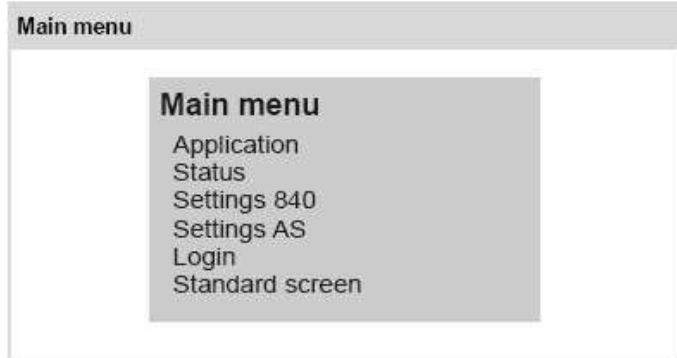 Main menu
Main menu
Application
Status
Settings 840
Settings AS
Login
Standard screen